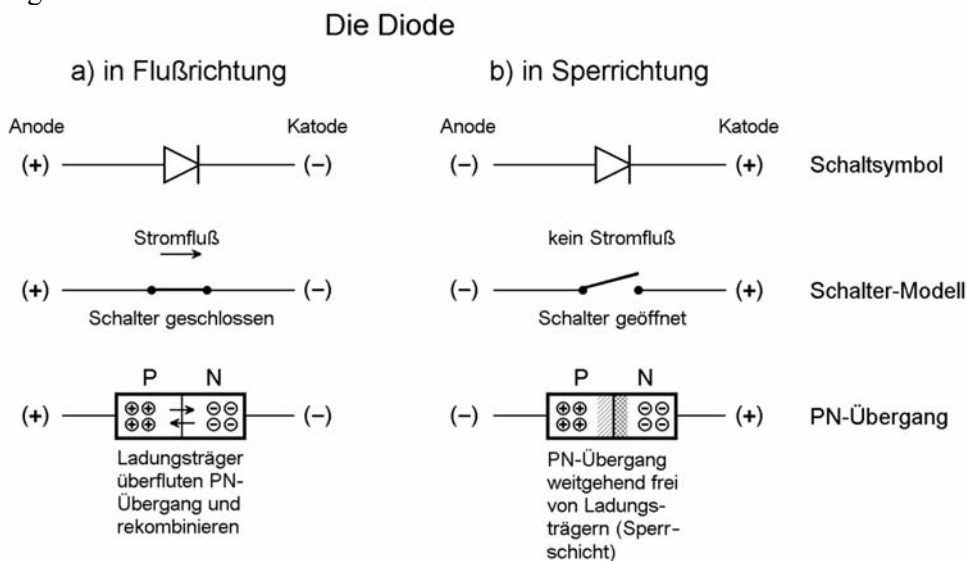 Die Diode
a) in Flußrichtung
b) in Sperrichtung
Anode Katode Anode Katode
(+) (−) (−) (+) Schaltsymbol
Stromfluß kein Stromfluß
(+) (−) (−) (+) Schalter-Modell
Schalter geschlossen Schalter geöffnet
P N P N
(+) (−) (−) (+) PN-Übergang
Ladungsträger
überfluten PN-
Übergang und
rekombinieren
PN-Übergang
weitgehend frei
von Ladungs-
trägern (Sperr-
schicht)